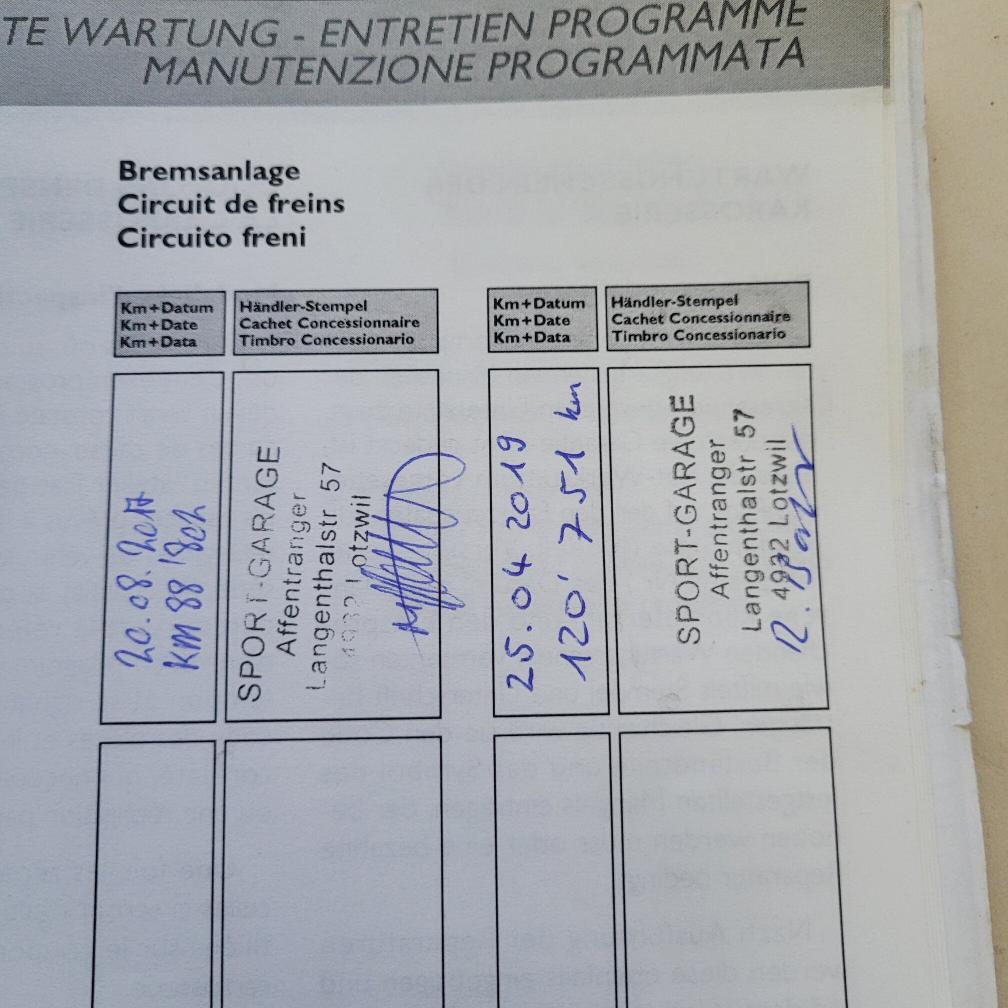 TE WARTUNG - ENTRETIEN PROGRAMME
MANUTENZIONE PROGRAMMATA
Bremsanlage
Circuit de freins
Circuito freni
Km+Datum
Km+Date
Km+Data
Händler-Stempel
Cachet Concessionnaire
Timbro Concessionario
Km+Datum
Km+Date
Km+Data
Händler-Stempel
Cachet Concessionnaire
Timbro Concessionario
20.08.2017
KM 88'802
SPORT-GARAGE
Affentranger
Langenthalstr 57
4932 Lotzwil
25.04 2019
120'751 km
SPORT-GARAGE
Affentranger
Langenthalstr 57
4932 Lotzwil